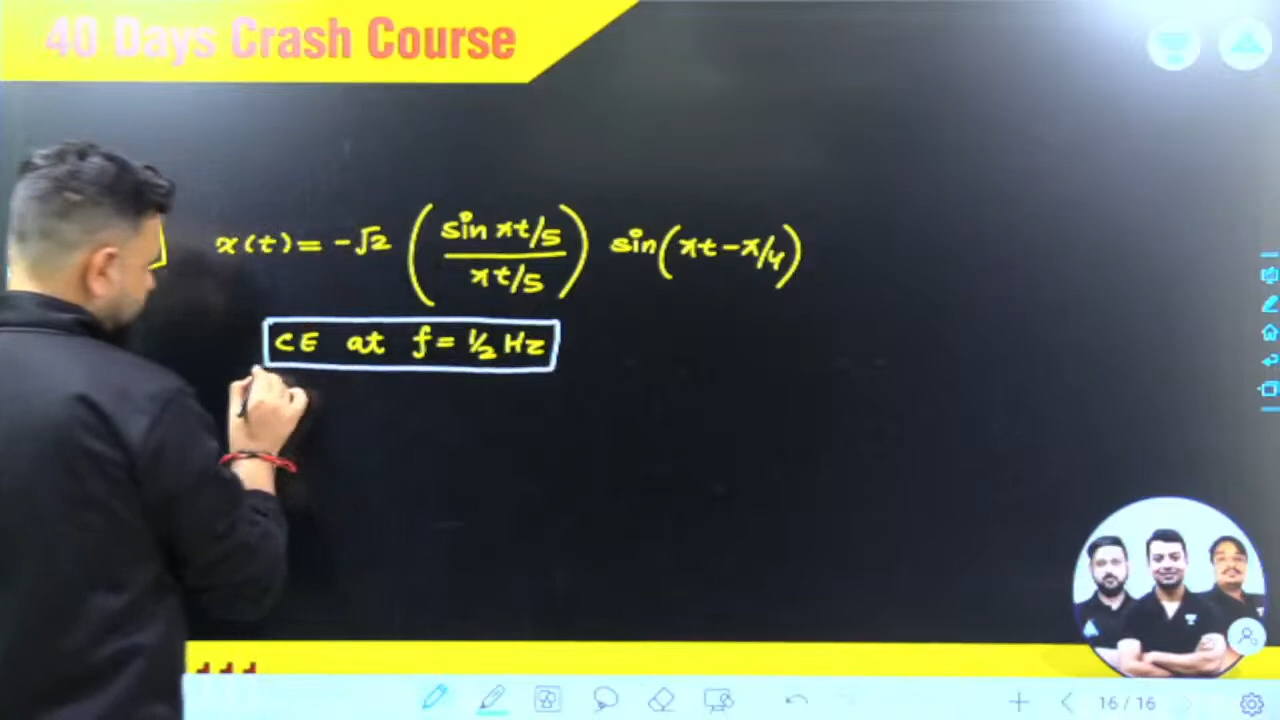 40 Days Crash Course
x(t) = -√2 (sin πt/5 / πt/5) sin(πt - π/4)
CE at f = 1/2 Hz
16 / 16